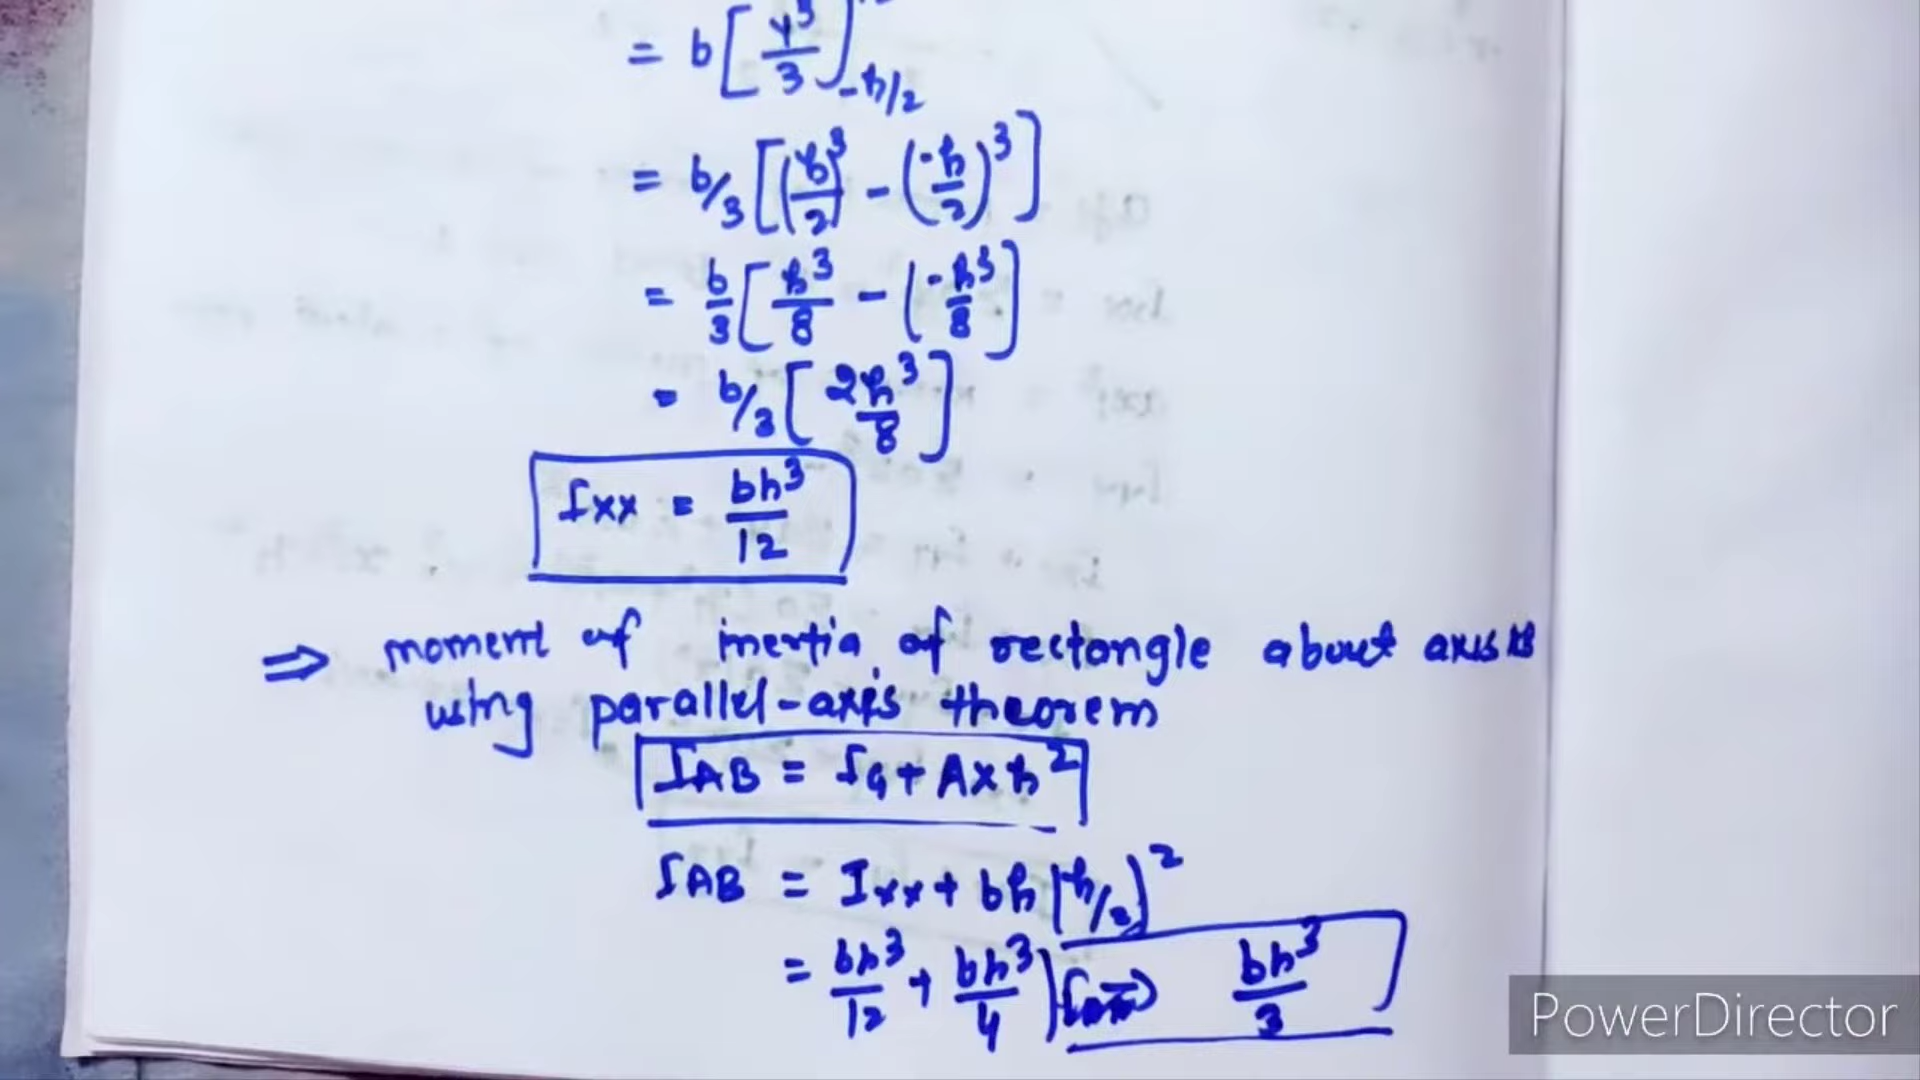 = b[y³/3]-h/2
= b/3[(h/2)³ - (-h/2)³]
= b/3[h³/8 - (-h³/8)]
= b/3[2h³/8]
Ixx = bh³/12
⇒ moment of inertia of rectangle about axis
using parallel-axis theorem
IAB = IG + A×h²
IAB = Ixx + bh(h/2)²
= bh³/12 + bh³/4 bh³/3
PowerDirector